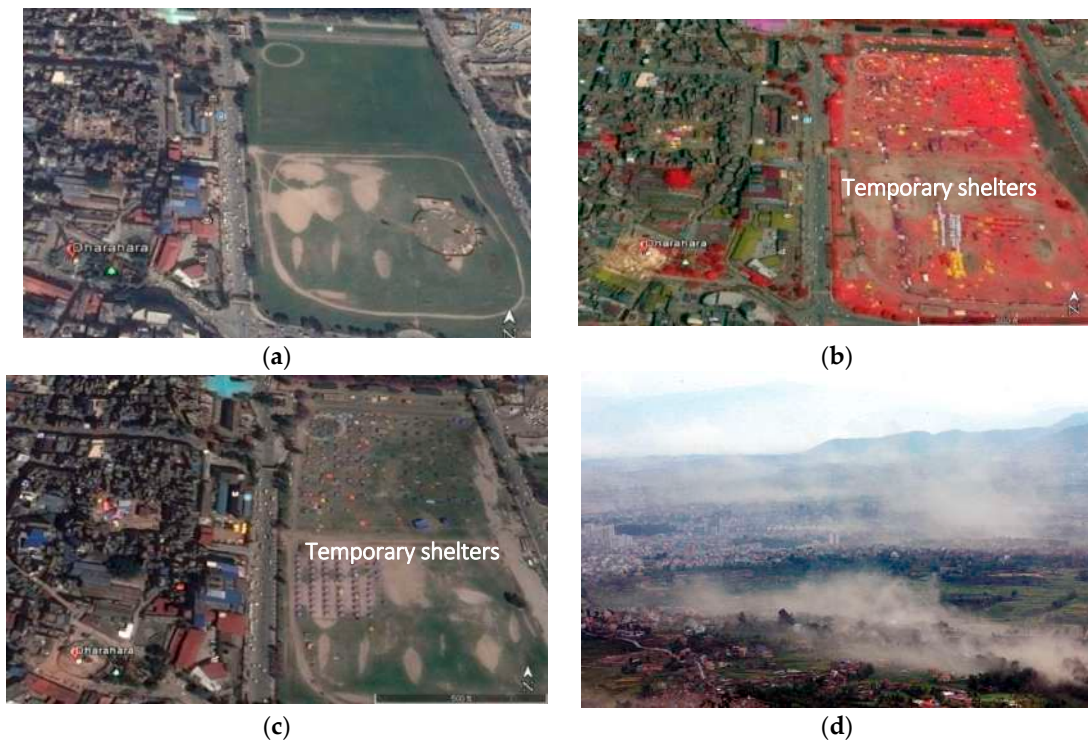 Dharahara
(a)
Temporary shelters
Dharahara
(b)
Temporary shelters
Dharahara
500 ft
(c)
(d)